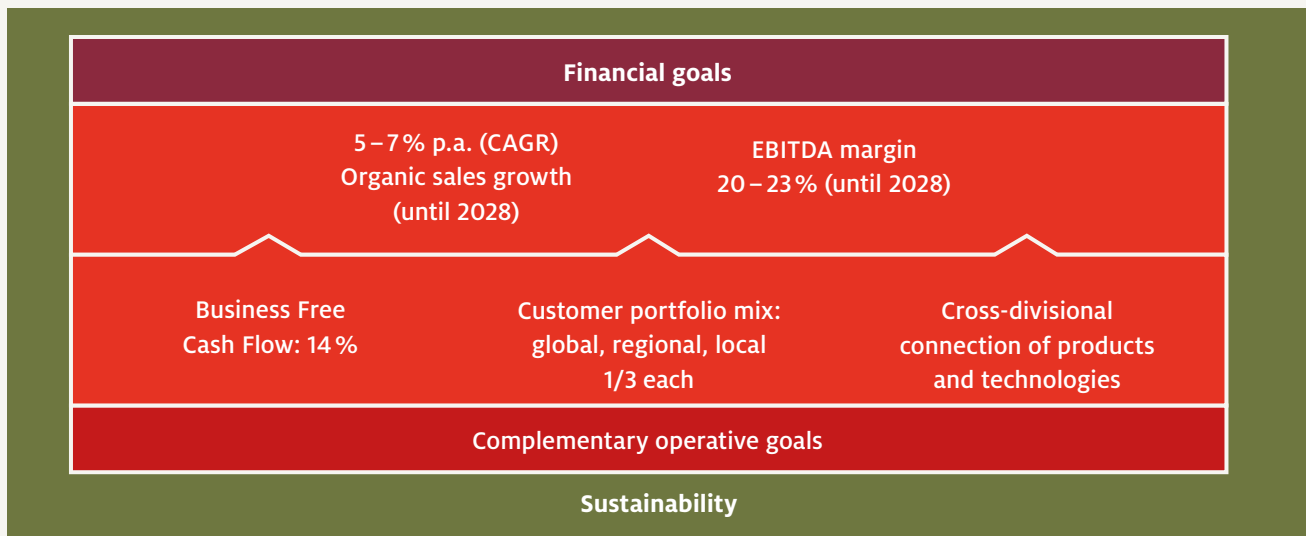 Financial goals
5 – 7 % p.a. (CAGR)
Organic sales growth
(until 2028)
EBITDA margin
20 – 23 % (until 2028)
Business Free
Cash Flow: 14 %
Customer portfolio mix:
global, regional, local
1/3 each
Cross-divisional
connection of products
and technologies
Complementary operative goals
Sustainability